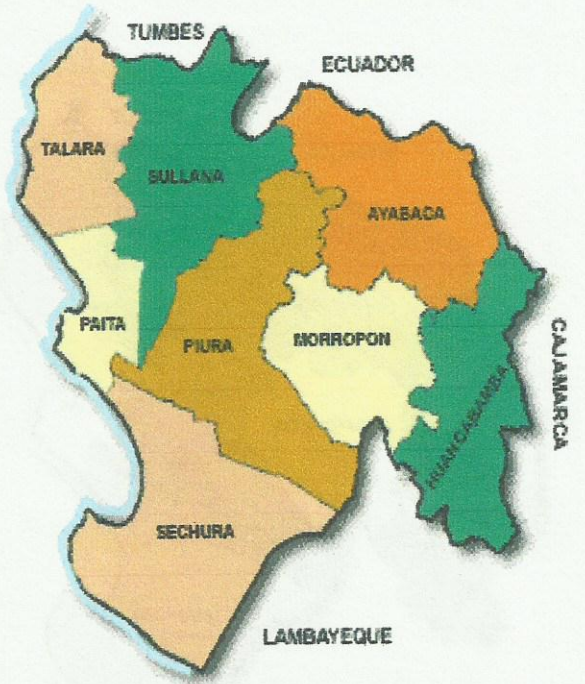 TUMBES
ECUADOR
TALARA
SULLANA
AYABACA
PAITA
PIURA
MORROPON
CAJAMARCA
HUANCABAMBA
SECHURA
LAMBAYEQUE